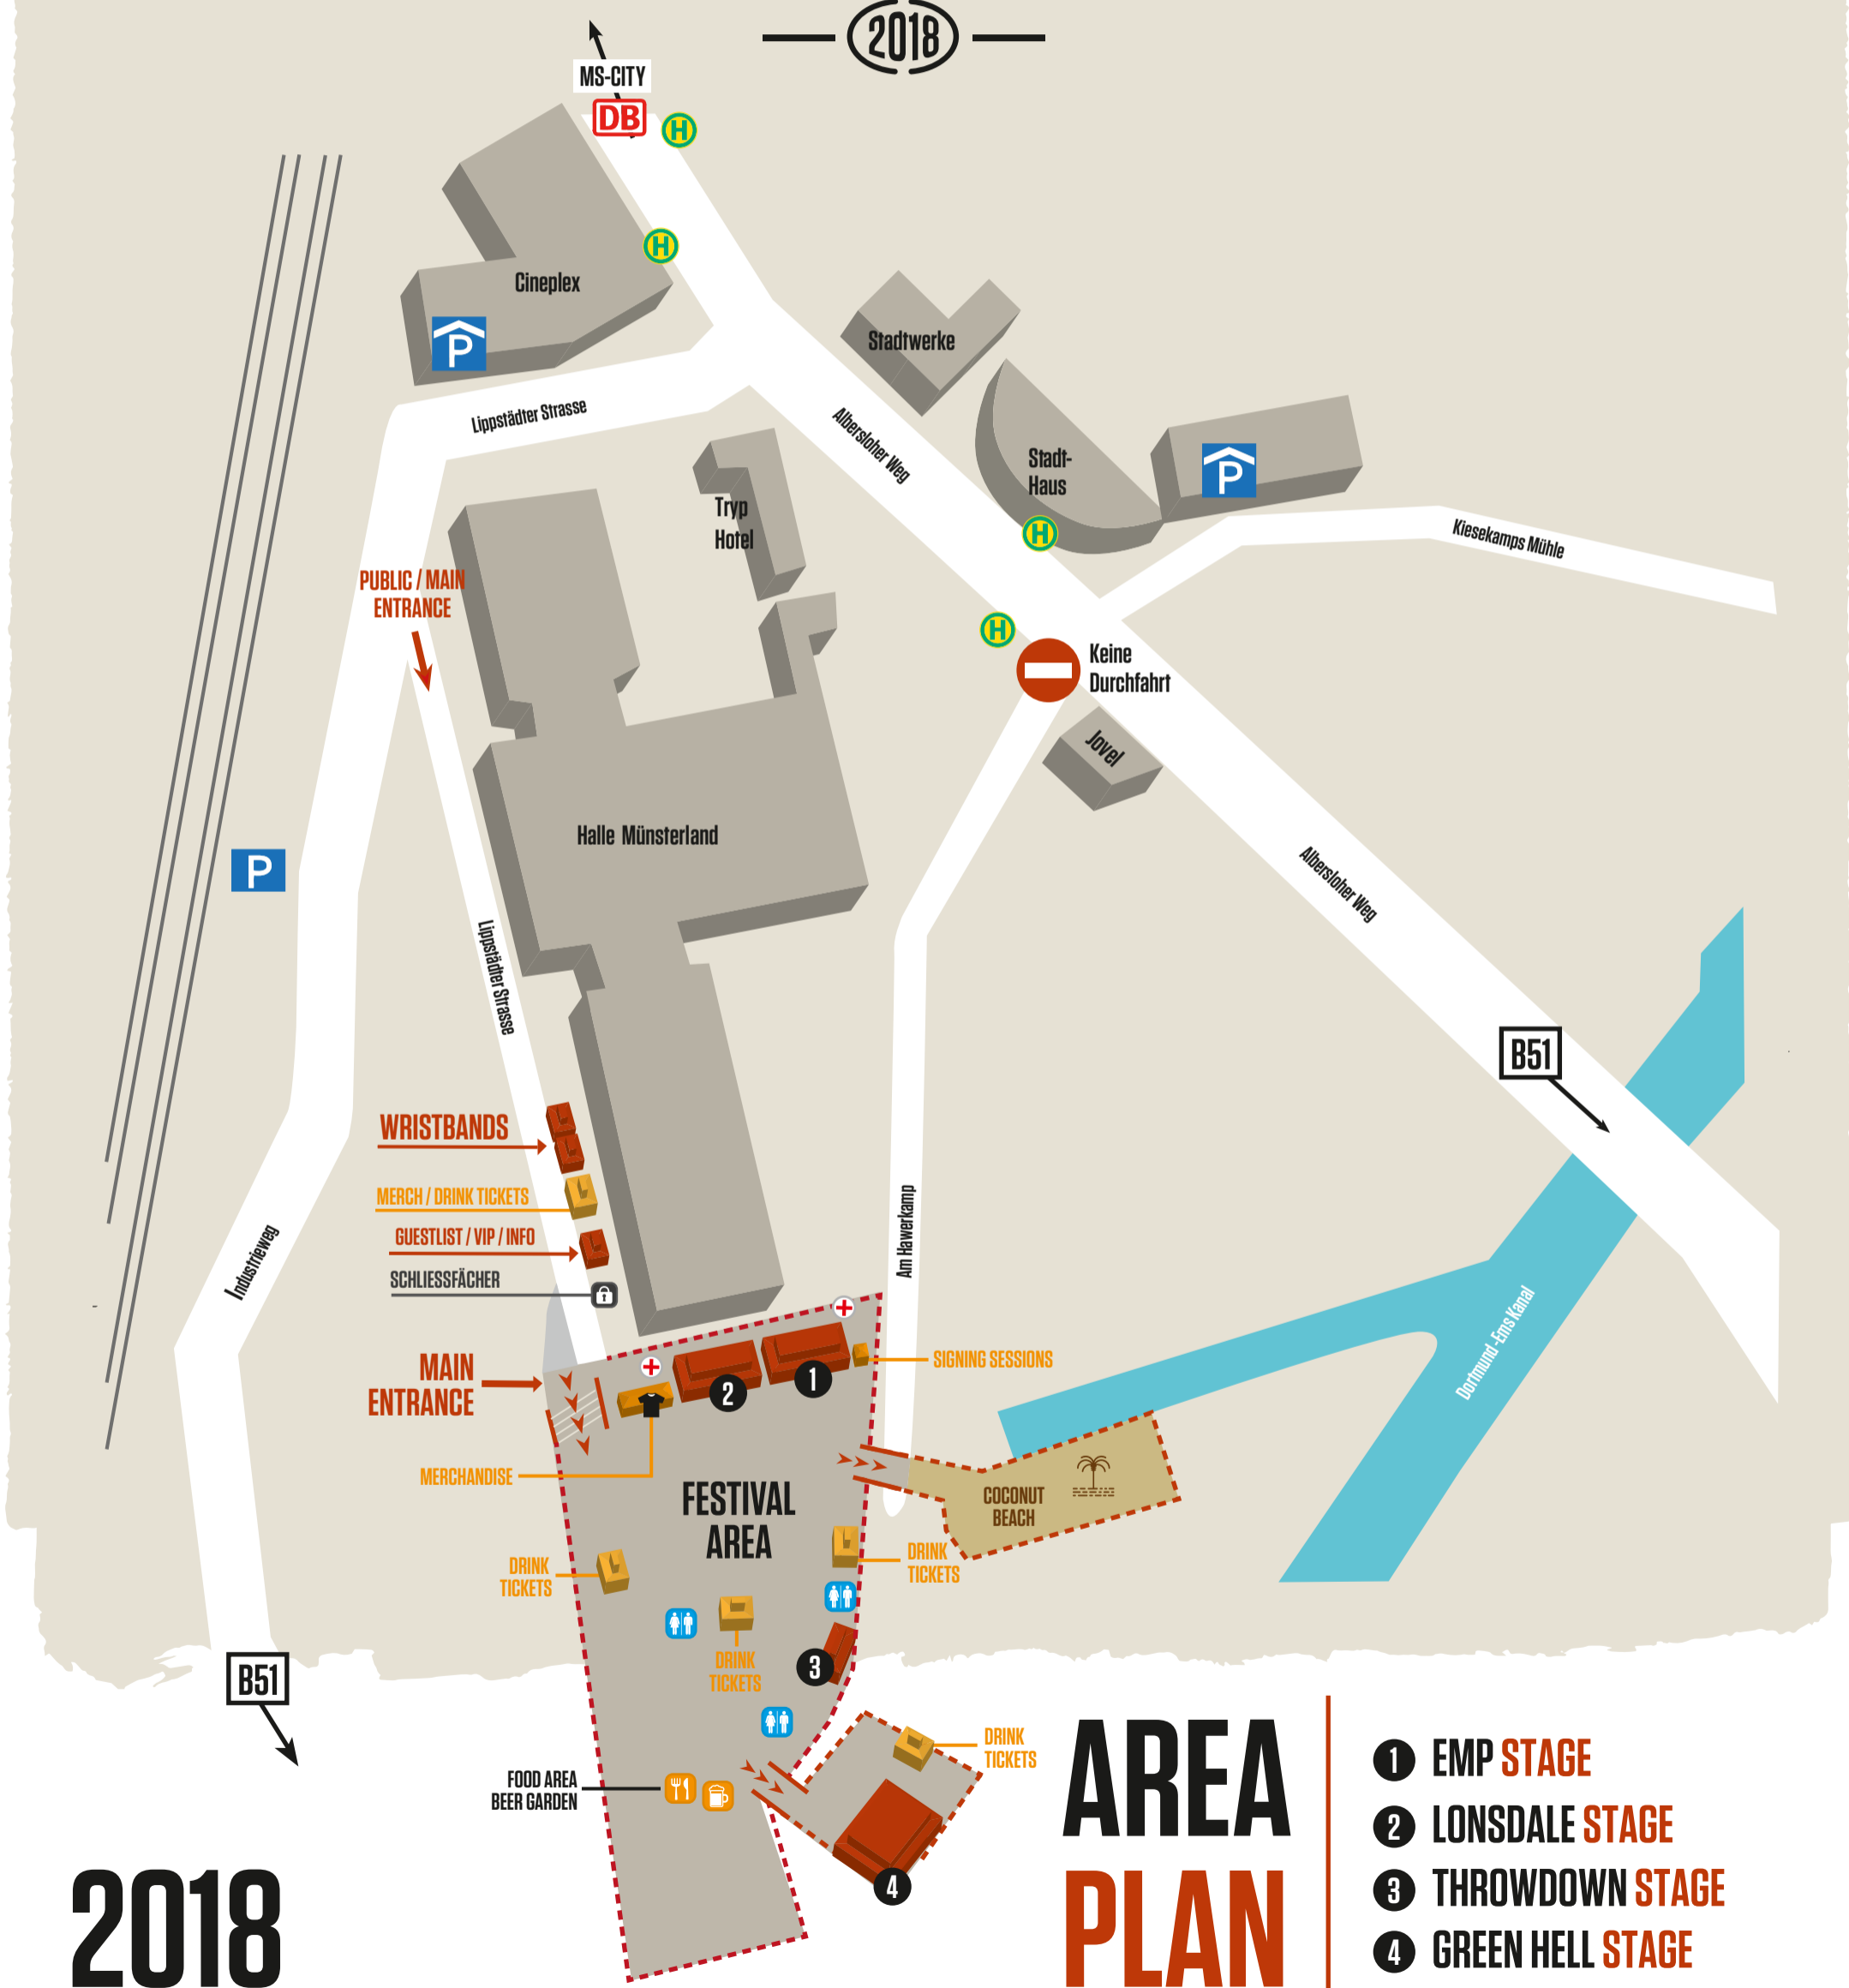 2018
MS-CITY
DB
H
H
Cineplex
P
Lippstädter Strasse
Stadtwerke
Albersloher Weg
Stadt-
Haus
H
P
Kiesekamps Mühle
Tryp
Hotel
PUBLIC / MAIN
ENTRANCE
H
Keine
Durchfahrt
Jovel
Halle Münsterland
P
Albersloher Weg
Lippstädter Strasse
B51
WRISTBANDS
MERCH / DRINK TICKETS
GUESTLIST / VIP / INFO
SCHLIESSFÄCHER
Industrieweg
Am Hawerkamp
Dortmund-Ems Kanal
MAIN
ENTRANCE
2
1
SIGNING SESSIONS
MERCHANDISE
FESTIVAL
AREA
COCONUT
BEACH
DRINK
TICKETS
DRINK
TICKETS
DRINK
TICKETS
3
B51
DRINK
TICKETS
FOOD AREA
BEER GARDEN
4
2018
AREA
PLAN
1 EMP STAGE
2 LONSDALE STAGE
3 THROWDOWN STAGE
4 GREEN HELL STAGE